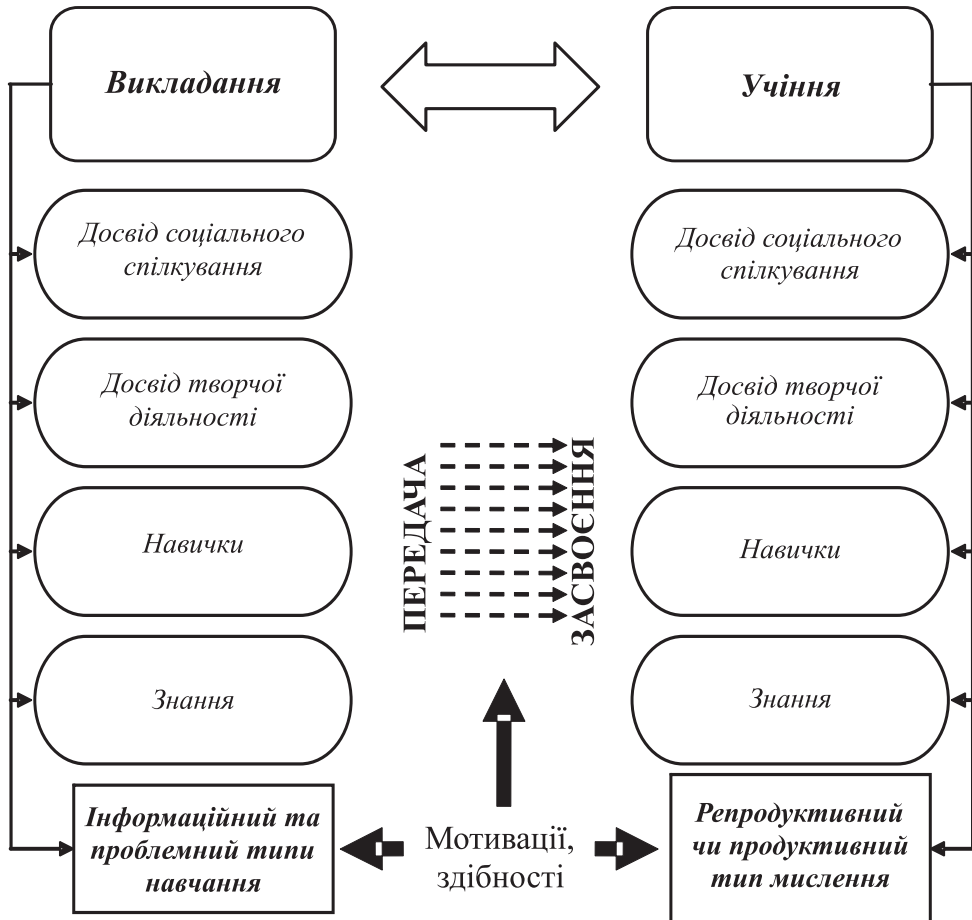 Викладання
Учіння
Досвід соціального
спілкування
Досвід соціального
спілкування
Досвід творчої
діяльності
Досвід творчої
діяльності
ПЕРЕДАЧА
ЗАСВОЄННЯ
Навички
Навички
Знання
Знання
Інформаційний та
проблемний типи
навчання
Мотивації,
здібності
Репродуктивний
чи продуктивний
тип мислення